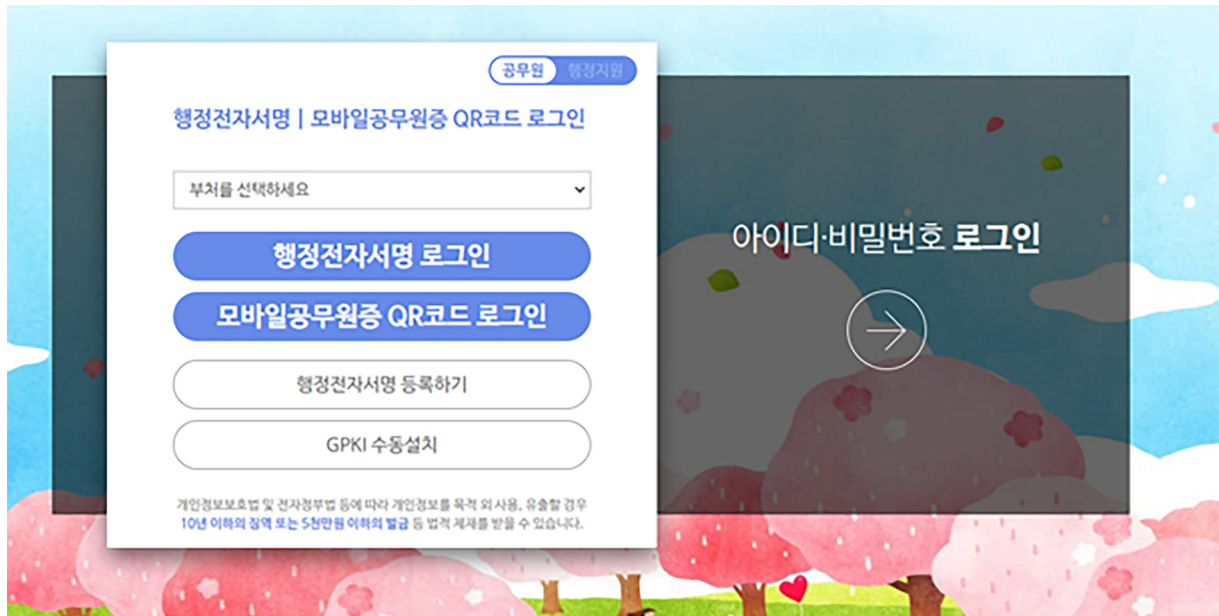 공무원 행정지원
행정전자서명 | 모바일공무원증 QR코드 로그인
부처를 선택하세요
행정전자서명 로그인
모바일공무원증 QR코드 로그인
행정전자서명 등록하기
GPKI 수동설치
개인정보보호법 및 전자정부법 등에 따라 개인정보를 목적 외 사용, 유출할 경우
10년 이하의 징역 또는 5천만원 이하의 벌금 등 법적 제재를 받을 수 있습니다.
아이디·비밀번호 로그인